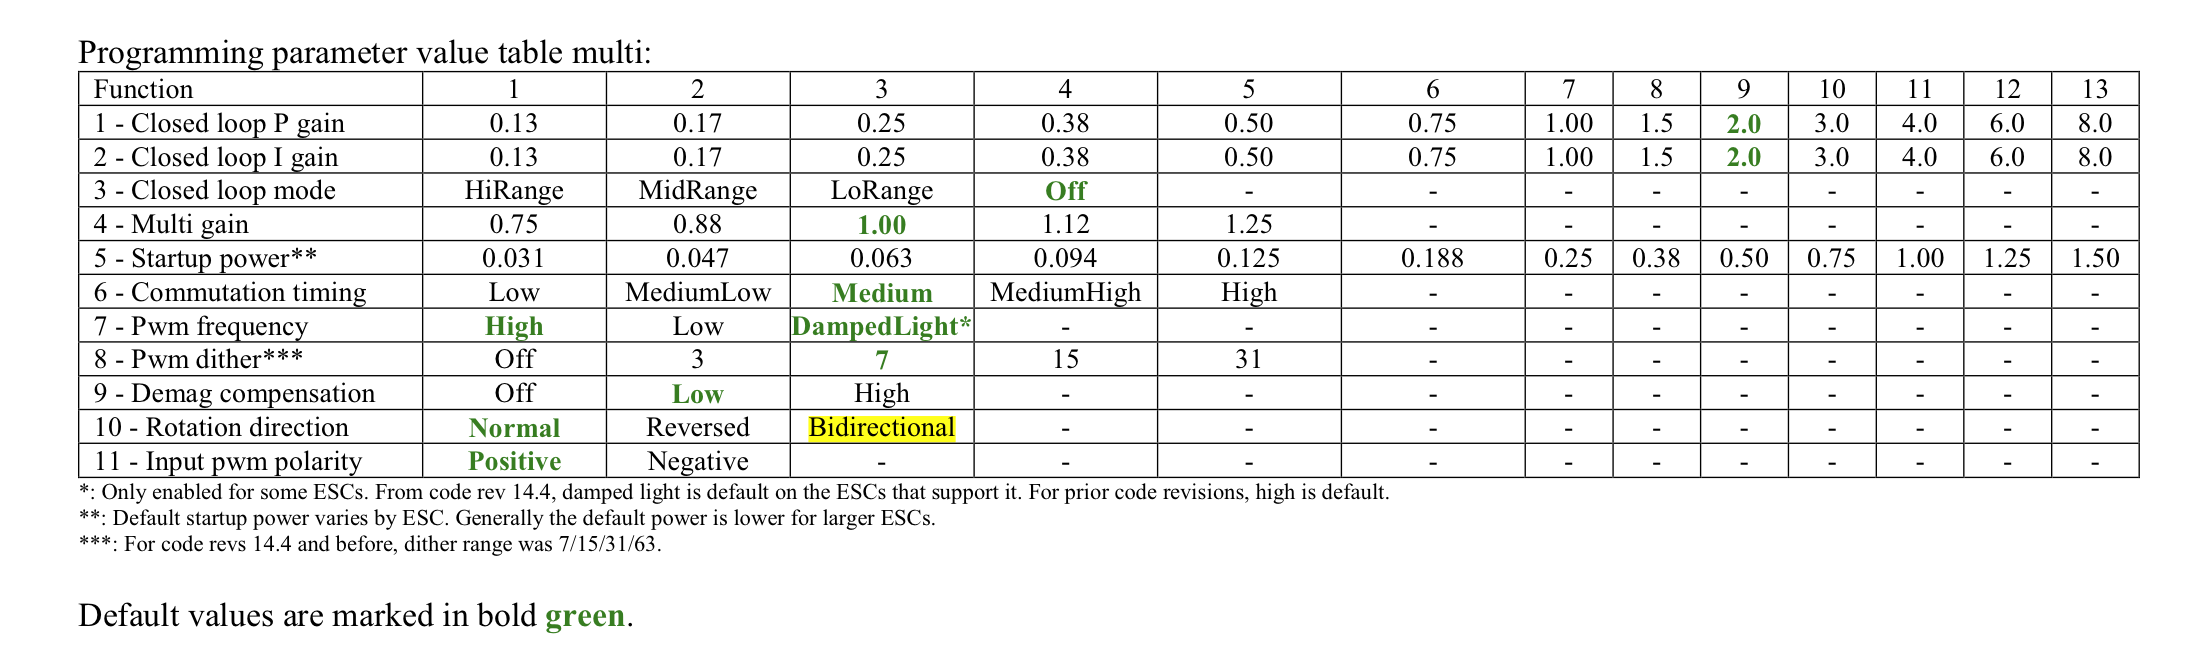 Programming parameter value table multi:
Function 1 2 3 4 5 6 7 8 9 10 11 12 13
1 - Closed loop P gain 0.13 0.17 0.25 0.38 0.50 0.75 1.00 1.5 2.0 3.0 4.0 6.0 8.0
2 - Closed loop I gain 0.13 0.17 0.25 0.38 0.50 0.75 1.00 1.5 2.0 3.0 4.0 6.0 8.0
3 - Closed loop mode HiRange MidRange LoRange Off - - - - - - - - -
4 - Multi gain 0.75 0.88 1.00 1.12 1.25 - - - - - - - -
5 - Startup power** 0.031 0.047 0.063 0.094 0.125 0.188 0.25 0.38 0.50 0.75 1.00 1.25 1.50
6 - Commutation timing Low MediumLow Medium MediumHigh High - - - - - - - -
7 - Pwm frequency High Low DampedLight* - - - - - - - - - -
8 - Pwm dither*** Off 3 7 15 31 - - - - - - - -
9 - Demag compensation Off Low High - - - - - - - - - -
10 - Rotation direction Normal Reversed Bidirectional - - - - - - - - - -
11 - Input pwm polarity Positive Negative - - - - - - - - - - -
*: Only enabled for some ESCs. From code rev 14.4, damped light is default on the ESCs that support it. For prior code revisions, high is default.
**: Default startup power varies by ESC. Generally the default power is lower for larger ESCs.
***: For code revs 14.4 and before, dither range was 7/15/31/63.
Default values are marked in bold green.